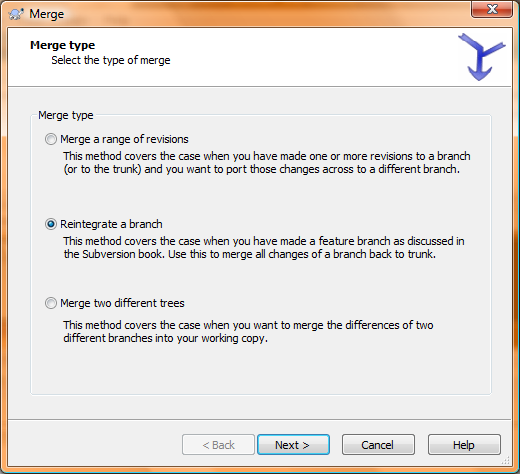 Merge
Merge type
Select the type of merge
Merge type
Merge a range of revisions
This method covers the case when you have made one or more revisions to a branch
(or to the trunk) and you want to port those changes across to a different branch.
Reintegrate a branch
This method covers the case when you have made a feature branch as discussed in
the Subversion book. Use this to merge all changes of a branch back to trunk.
Merge two different trees
This method covers the case when you want to merge the differences of two
different branches into your working copy.
< Back
Next >
Cancel
Help